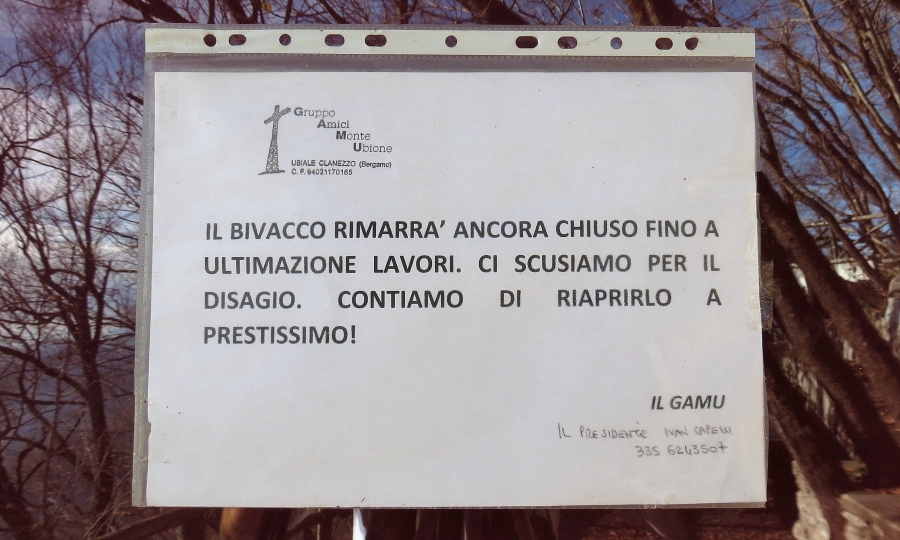 Gruppo
Amici
Monte
Ubione
UBIALE CLANEZZO (Bergamo)
C. F. 94021170165
IL BIVACCO RIMARRA' ANCORA CHIUSO FINO A
ULTIMAZIONE LAVORI. CI SCUSIAMO PER IL
DISAGIO. CONTIAMO DI RIAPRIRLO A
PRESTISSIMO!
IL GAMU
IL PRESIDENTE IVAN CAPELLI
335 6243507